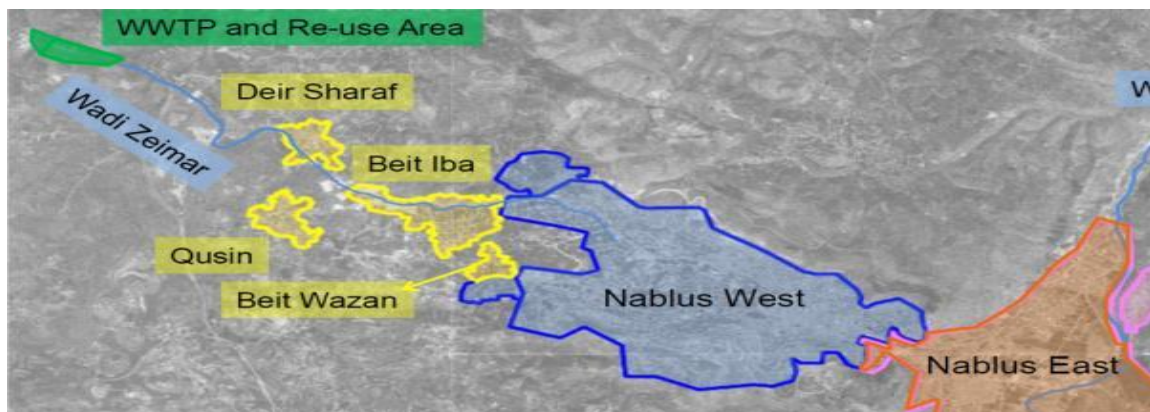 WWTP and Re-use Area
Deir Sharaf
Wadi Zeimar
Beit Iba
W
Qusin
Beit Wazan
Nablus West
Nablus East